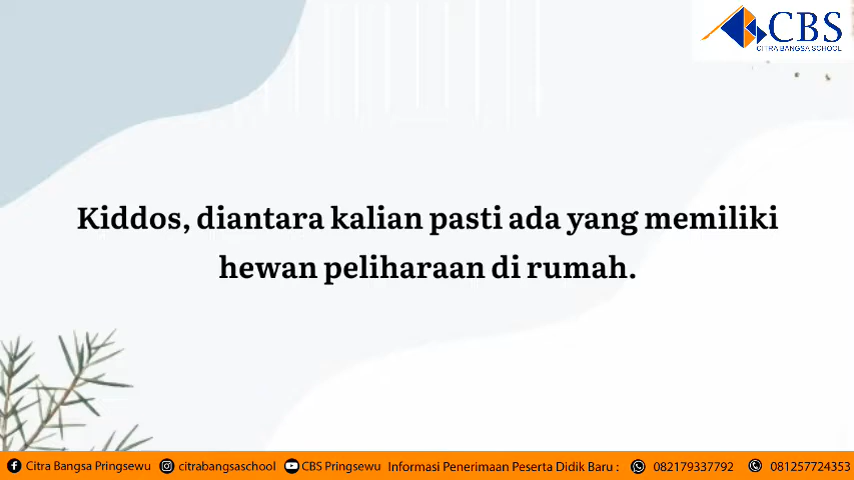 CBS
CITRA BANGSA SCHOOL
Kiddos, diantara kalian pasti ada yang memiliki
hewan peliharaan di rumah.
Citra Bangsa Pringsewu citrabangsaschool CBS Pringsewu Informasi Penerimaan Peserta Didik Baru : 082179337792 081257724353